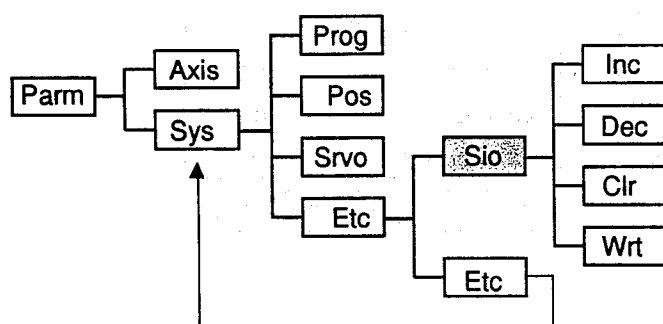 Prog
Inc
Axis
Parm
Pos
Dec
Sys
Srvo
Sio
Clr
Etc
Wrt
Etc